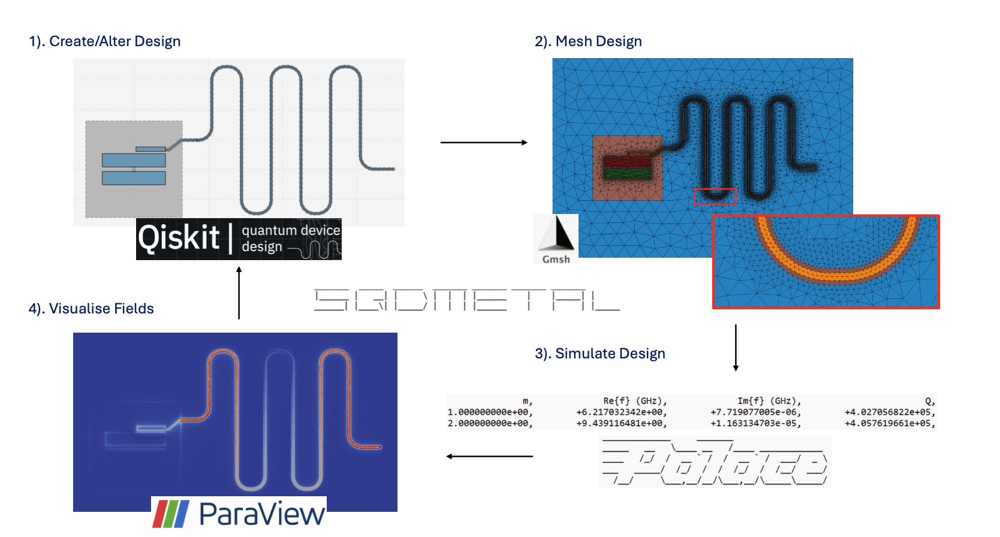 1). Create/Alter Design
2). Mesh Design
Qiskit | quantum device
design
Gmsh
SQDMETAL
4). Visualise Fields
3). Simulate Design
m, Re{f} (GHz), Im{f} (GHz), Q,
1.000000000e+00, +6.217032342e+00, +7.719077005e-06, +4.027056822e+05,
2.000000000e+00, +9.439116481e+00, +1.163134703e-05, +4.057619661e+05,
Palace
ParaView